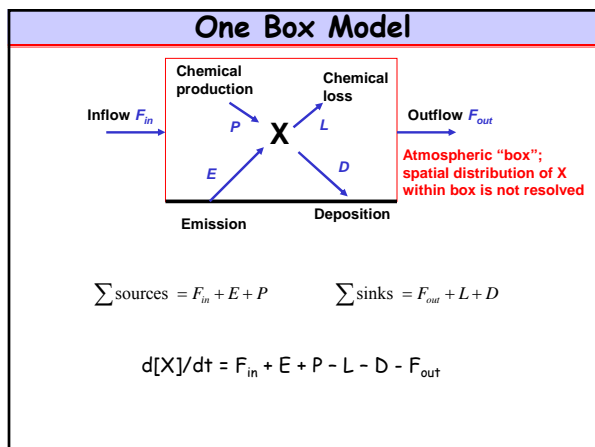 One Box Model
Chemical
production
Chemical
loss
Inflow F_in
P
X
L
Outflow F_out
E
D
Atmospheric “box”;
spatial distribution of X
within box is not resolved
Emission
Deposition
∑ sources = F_in + E + P
∑ sinks = F_out + L + D
d[X]/dt = F_in + E + P – L – D - F_out